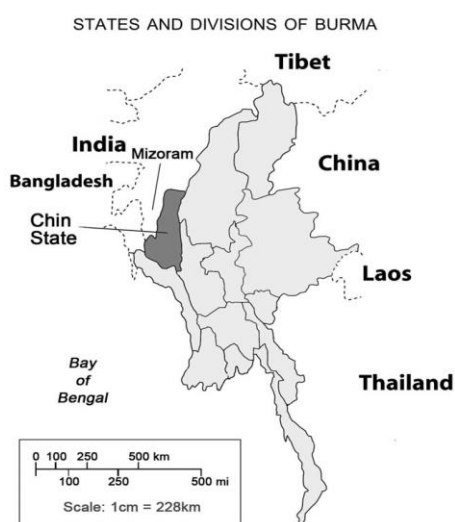 STATES AND DIVISIONS OF BURMA
Tibet
India
Mizoram
China
Bangladesh
Chin
State
Laos
Bay
of
Bengal
Thailand
0 100 250 500 km
100 250 500 mi
Scale: 1cm = 228km